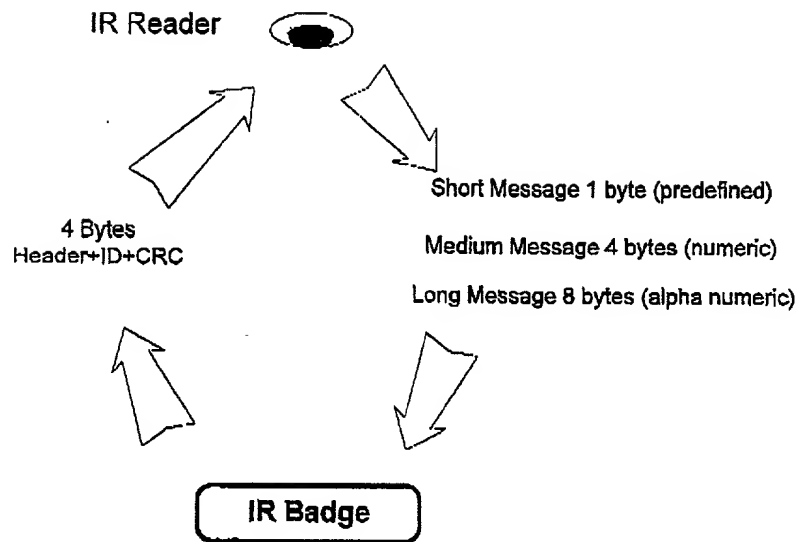 IR Reader
Short Message 1 byte (predefined)
4 Bytes
Header+ID+CRC
Medium Message 4 bytes (numeric)
Long Message 8 bytes (alpha numeric)
IR Badge